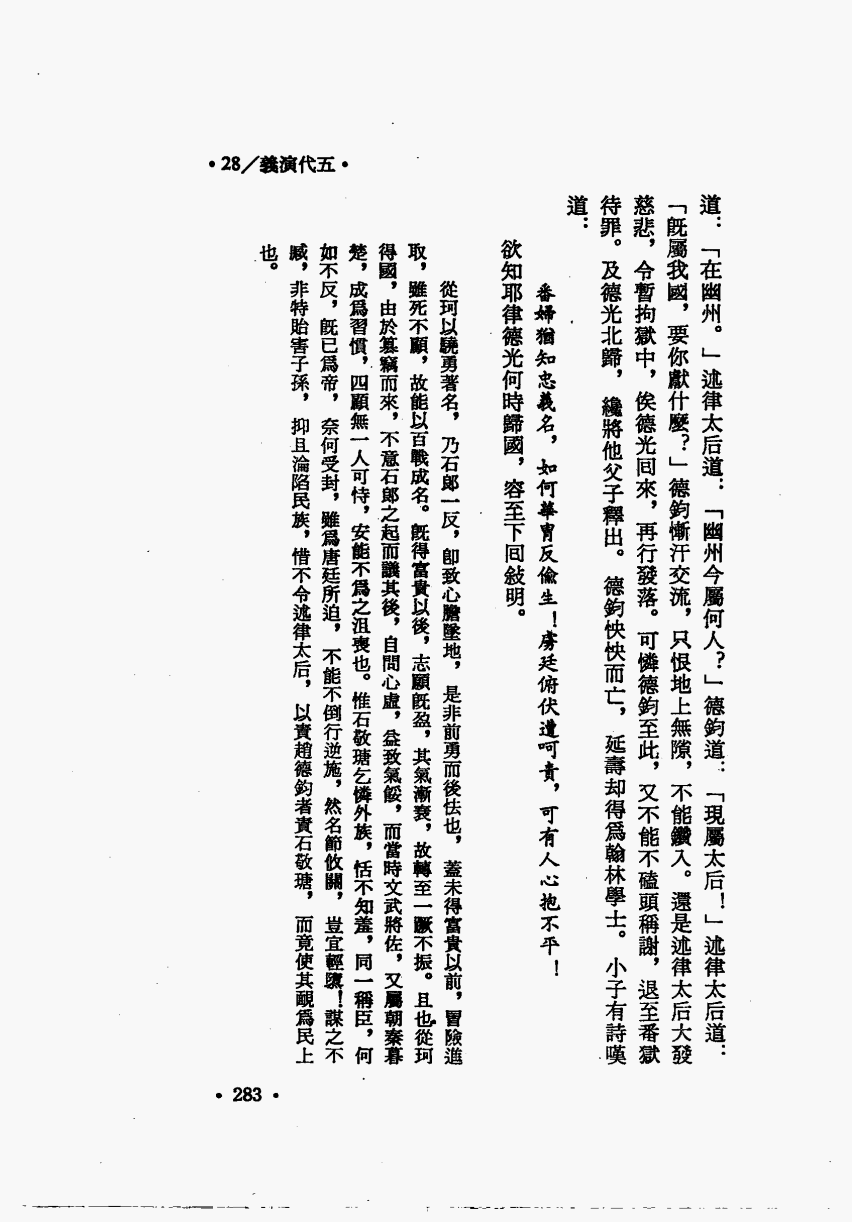 •28／義演代五•
道：「在幽州。」述律太后道：「幽州今屬何人？」德鈞道：「現屬太后！」述律太后道：
「旣屬我國，要你獻什麼？」德鈞慚汗交流，只恨地上無隙，不能鑽入。還是述律太后大發
慈悲，令暫拘獄中，俟德光囘來，再行發落。可憐德鈞至此，又不能不磕頭稱謝，退至番獄
待罪。及德光北歸，纔將他父子釋出。德鈞怏怏而亡，延壽却得爲翰林學士。小子有詩嘆
道：
番婦猶知忠義名，如何華冑反偸生！虜廷俯伏遭呵責，可有人心抱不平！
欲知耶律德光何時歸國，容至下囘敍明。
從珂以驍勇著名，乃石郎一反，卽致心膽墜地，是非前勇而後怯也，蓋未得富貴以前，冒險進
取，雖死不顧，故能以百戰成名。旣得富貴以後，志願旣盈，其氣漸衰，故轉至一蹶不振。且也從珂
得國，由於篡竊而來，不意石郎之起而議其後，自問心虛，益致氣餒，而當時文武將佐，又屬朝秦暮
楚，成爲習慣，四顧無一人可恃，安能不爲之沮喪也。惟石敬瑭乞憐外族，恬不知羞，同一稱臣，何
如不反，旣已爲帝，奈何受封，雖爲唐廷所迫，不能不倒行逆施，然名節攸關，豈宜輕隳！謀之不
臧，非特貽害子孫，抑且淪陷民族，惜不令述律太后，以責趙德鈞者責石敬瑭，而竟使其靦爲民上
也。
•283•